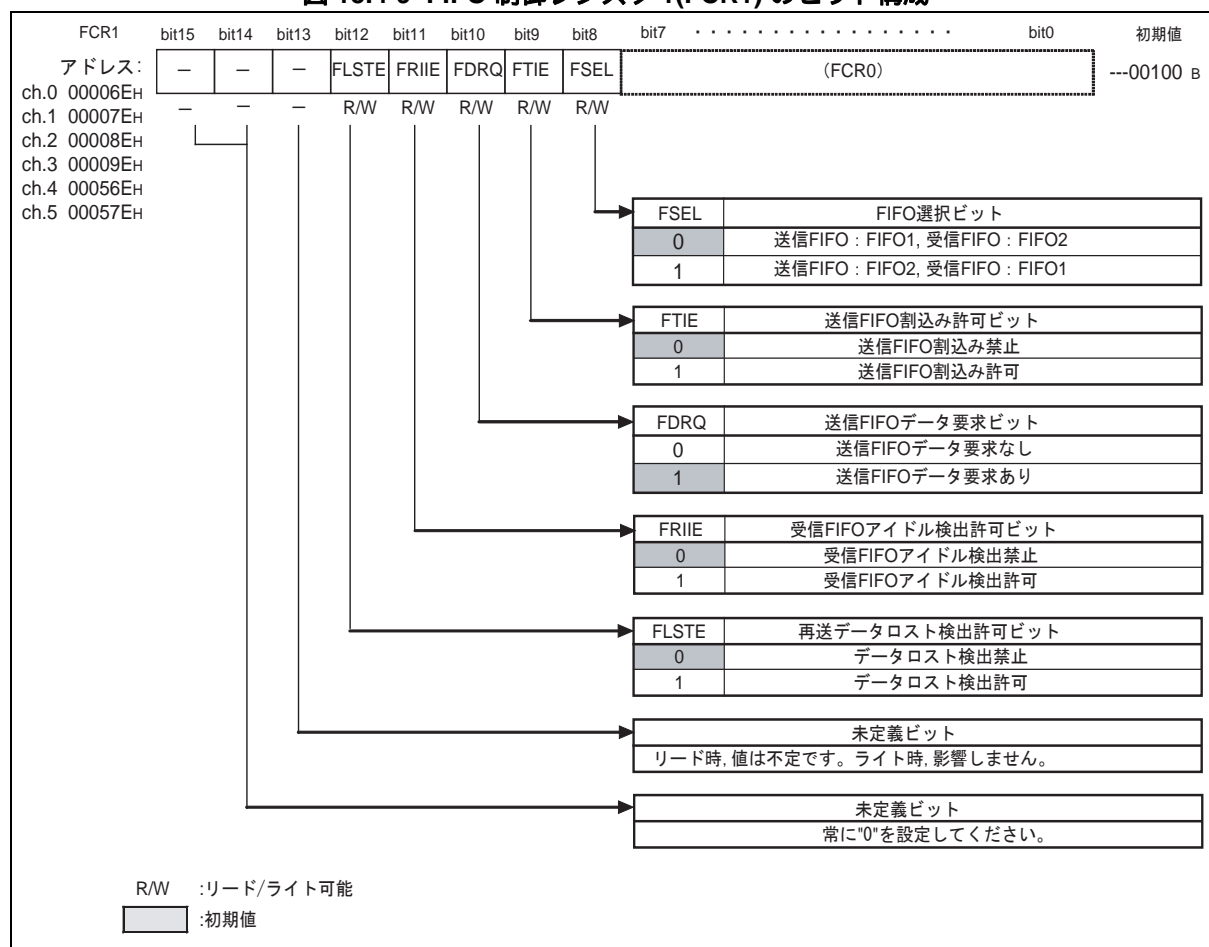 FCR1 bit15 bit14 bit13 bit12 bit11 bit10 bit9 bit8 bit7 ・・・・・・・・・・・・・・・・・ bit0 初期値
アドレス: － － － FLSTE FRIIE FDRQ FTIE FSEL (FCR0) ---00100 B
－ － － R/W R/W R/W R/W R/W
ch.0 00006EH
ch.1 00007EH
ch.2 00008EH
ch.3 00009EH
ch.4 00056EH
ch.5 00057EH
FSEL FIFO選択ビット
0 送信FIFO：FIFO1, 受信FIFO：FIFO2
1 送信FIFO：FIFO2, 受信FIFO：FIFO1
FTIE 送信FIFO割込み許可ビット
0 送信FIFO割込み禁止
1 送信FIFO割込み許可
FDRQ 送信FIFOデータ要求ビット
0 送信FIFOデータ要求なし
1 送信FIFOデータ要求あり
FRIIE 受信FIFOアイドル検出許可ビット
0 受信FIFOアイドル検出禁止
1 受信FIFOアイドル検出許可
FLSTE 再送データロスト検出許可ビット
0 データロスト検出禁止
1 データロスト検出許可
未定義ビット
リード時, 値は不定です。ライト時, 影響しません。
未定義ビット
常に"0"を設定してください。
R/W :リード/ライト可能
:初期値